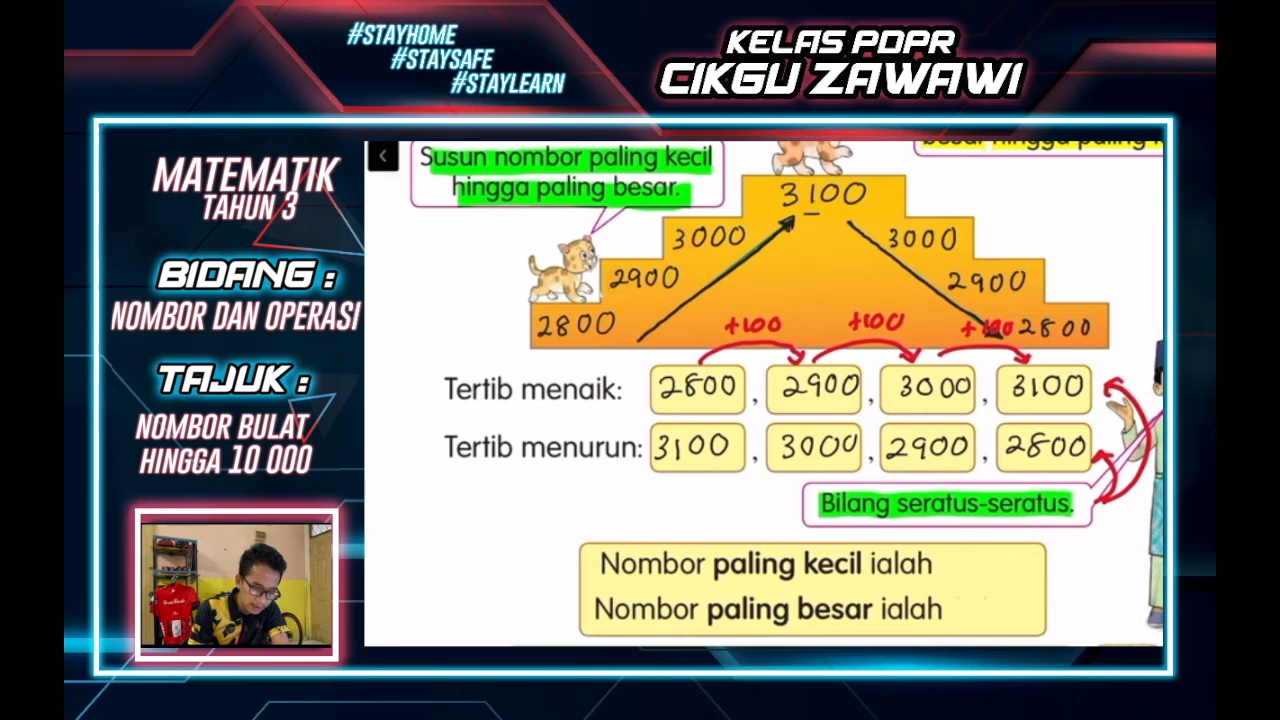 #STAYHOME
#STAYSAFE
#STAYLEARN
KELAS PDPR
CIKGU ZAWAWI
MATEMATIK
TAHUN 3
BIDANG :
NOMBOR DAN OPERASI
TAJUK :
NOMBOR BULAT
HINGGA 10 000
Susun nombor paling kecil
hingga paling besar.
besar hingga paling
3100
3000 3000
2900 2900
2800 +100 +100 +100 2800
Tertib menaik: 2800 , 2900 , 3000 , 3100
Tertib menurun: 3100 , 3000 , 2900 , 2800
Bilang seratus-seratus.
Nombor paling kecil ialah
Nombor paling besar ialah